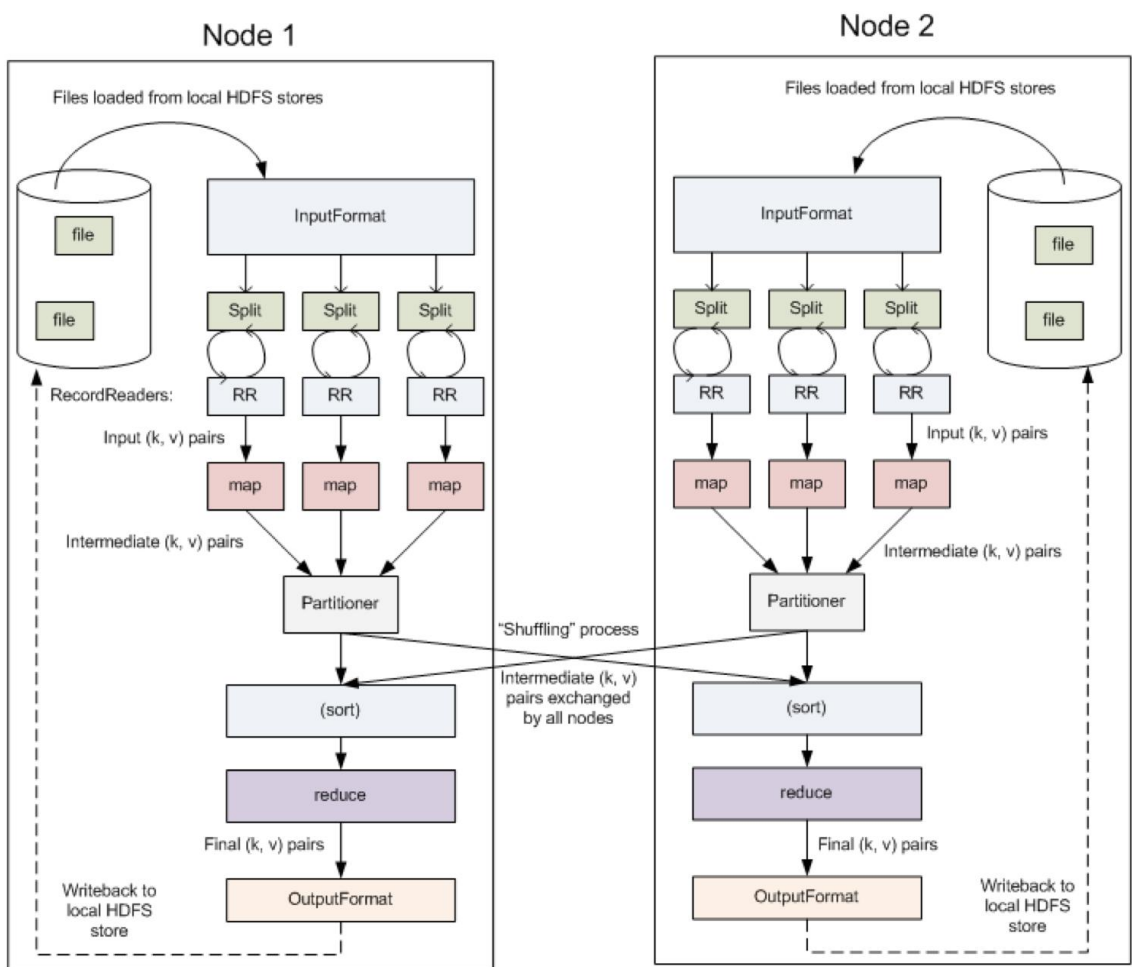 Node 1
Files loaded from local HDFS stores
file
file
InputFormat
Split
Split
Split
RecordReaders:
RR
RR
RR
Input (k, v) pairs
map
map
map
Intermediate (k, v) pairs
Partitioner
(sort)
reduce
Final (k, v) pairs
OutputFormat
Writeback to
local HDFS
store
"Shuffling" process
Intermediate (k, v)
pairs exchanged
by all nodes
Node 2
Files loaded from local HDFS stores
InputFormat
file
file
Split
Split
Split
RR
RR
RR
Input (k, v) pairs
map
map
map
Intermediate (k, v) pairs
Partitioner
(sort)
reduce
Final (k, v) pairs
OutputFormat
Writeback to
local HDFS
store